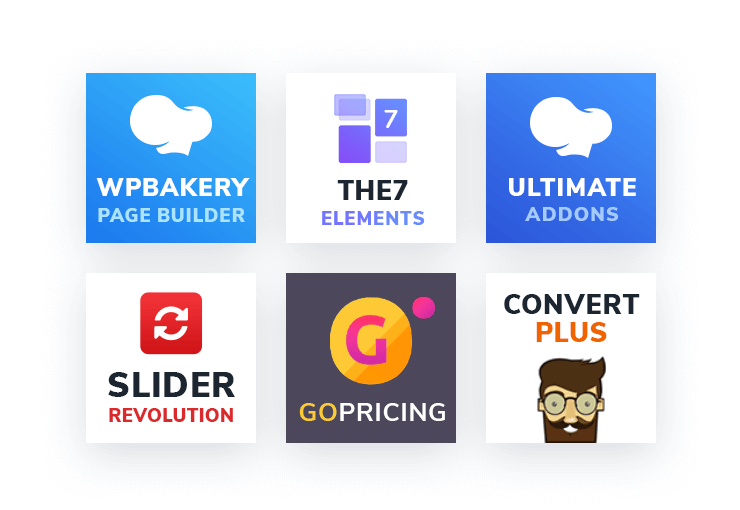 WPBAKERY
PAGE BUILDER
7
THE7
ELEMENTS
ULTIMATE
ADDONS
SLIDER
REVOLUTION
G
GOPRICING
CONVERT
PLUS